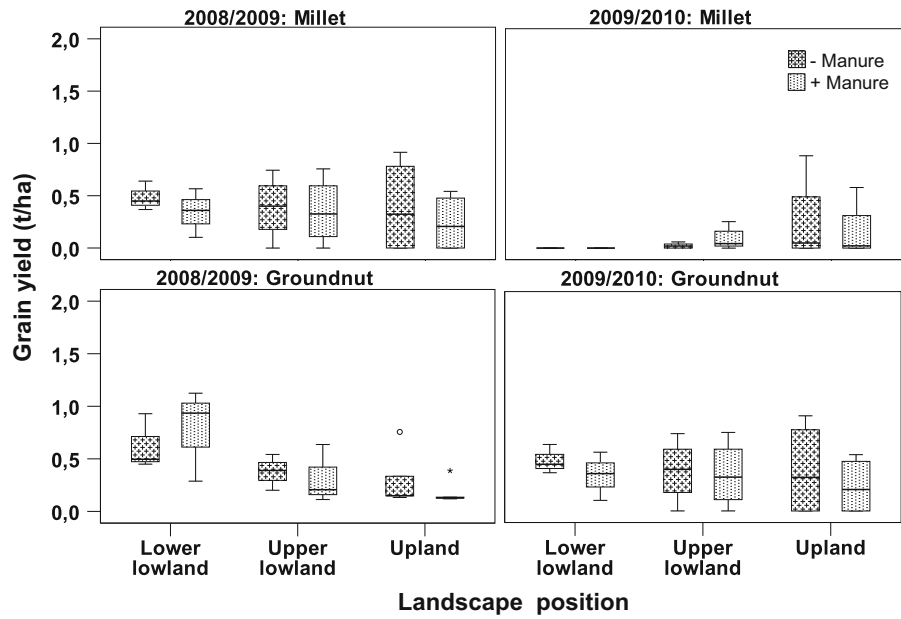 2008/2009: Millet
2009/2010: Millet
2,0
1,5
1,0
0,5
0,0
- Manure
+ Manure
Grain yield (t/ha)
2008/2009: Groundnut
2009/2010: Groundnut
2,0
1,5
1,0
0,5
0,0
Lower
lowland
Upper
lowland
Upland
Lower
lowland
Upper
lowland
Upland
Landscape position